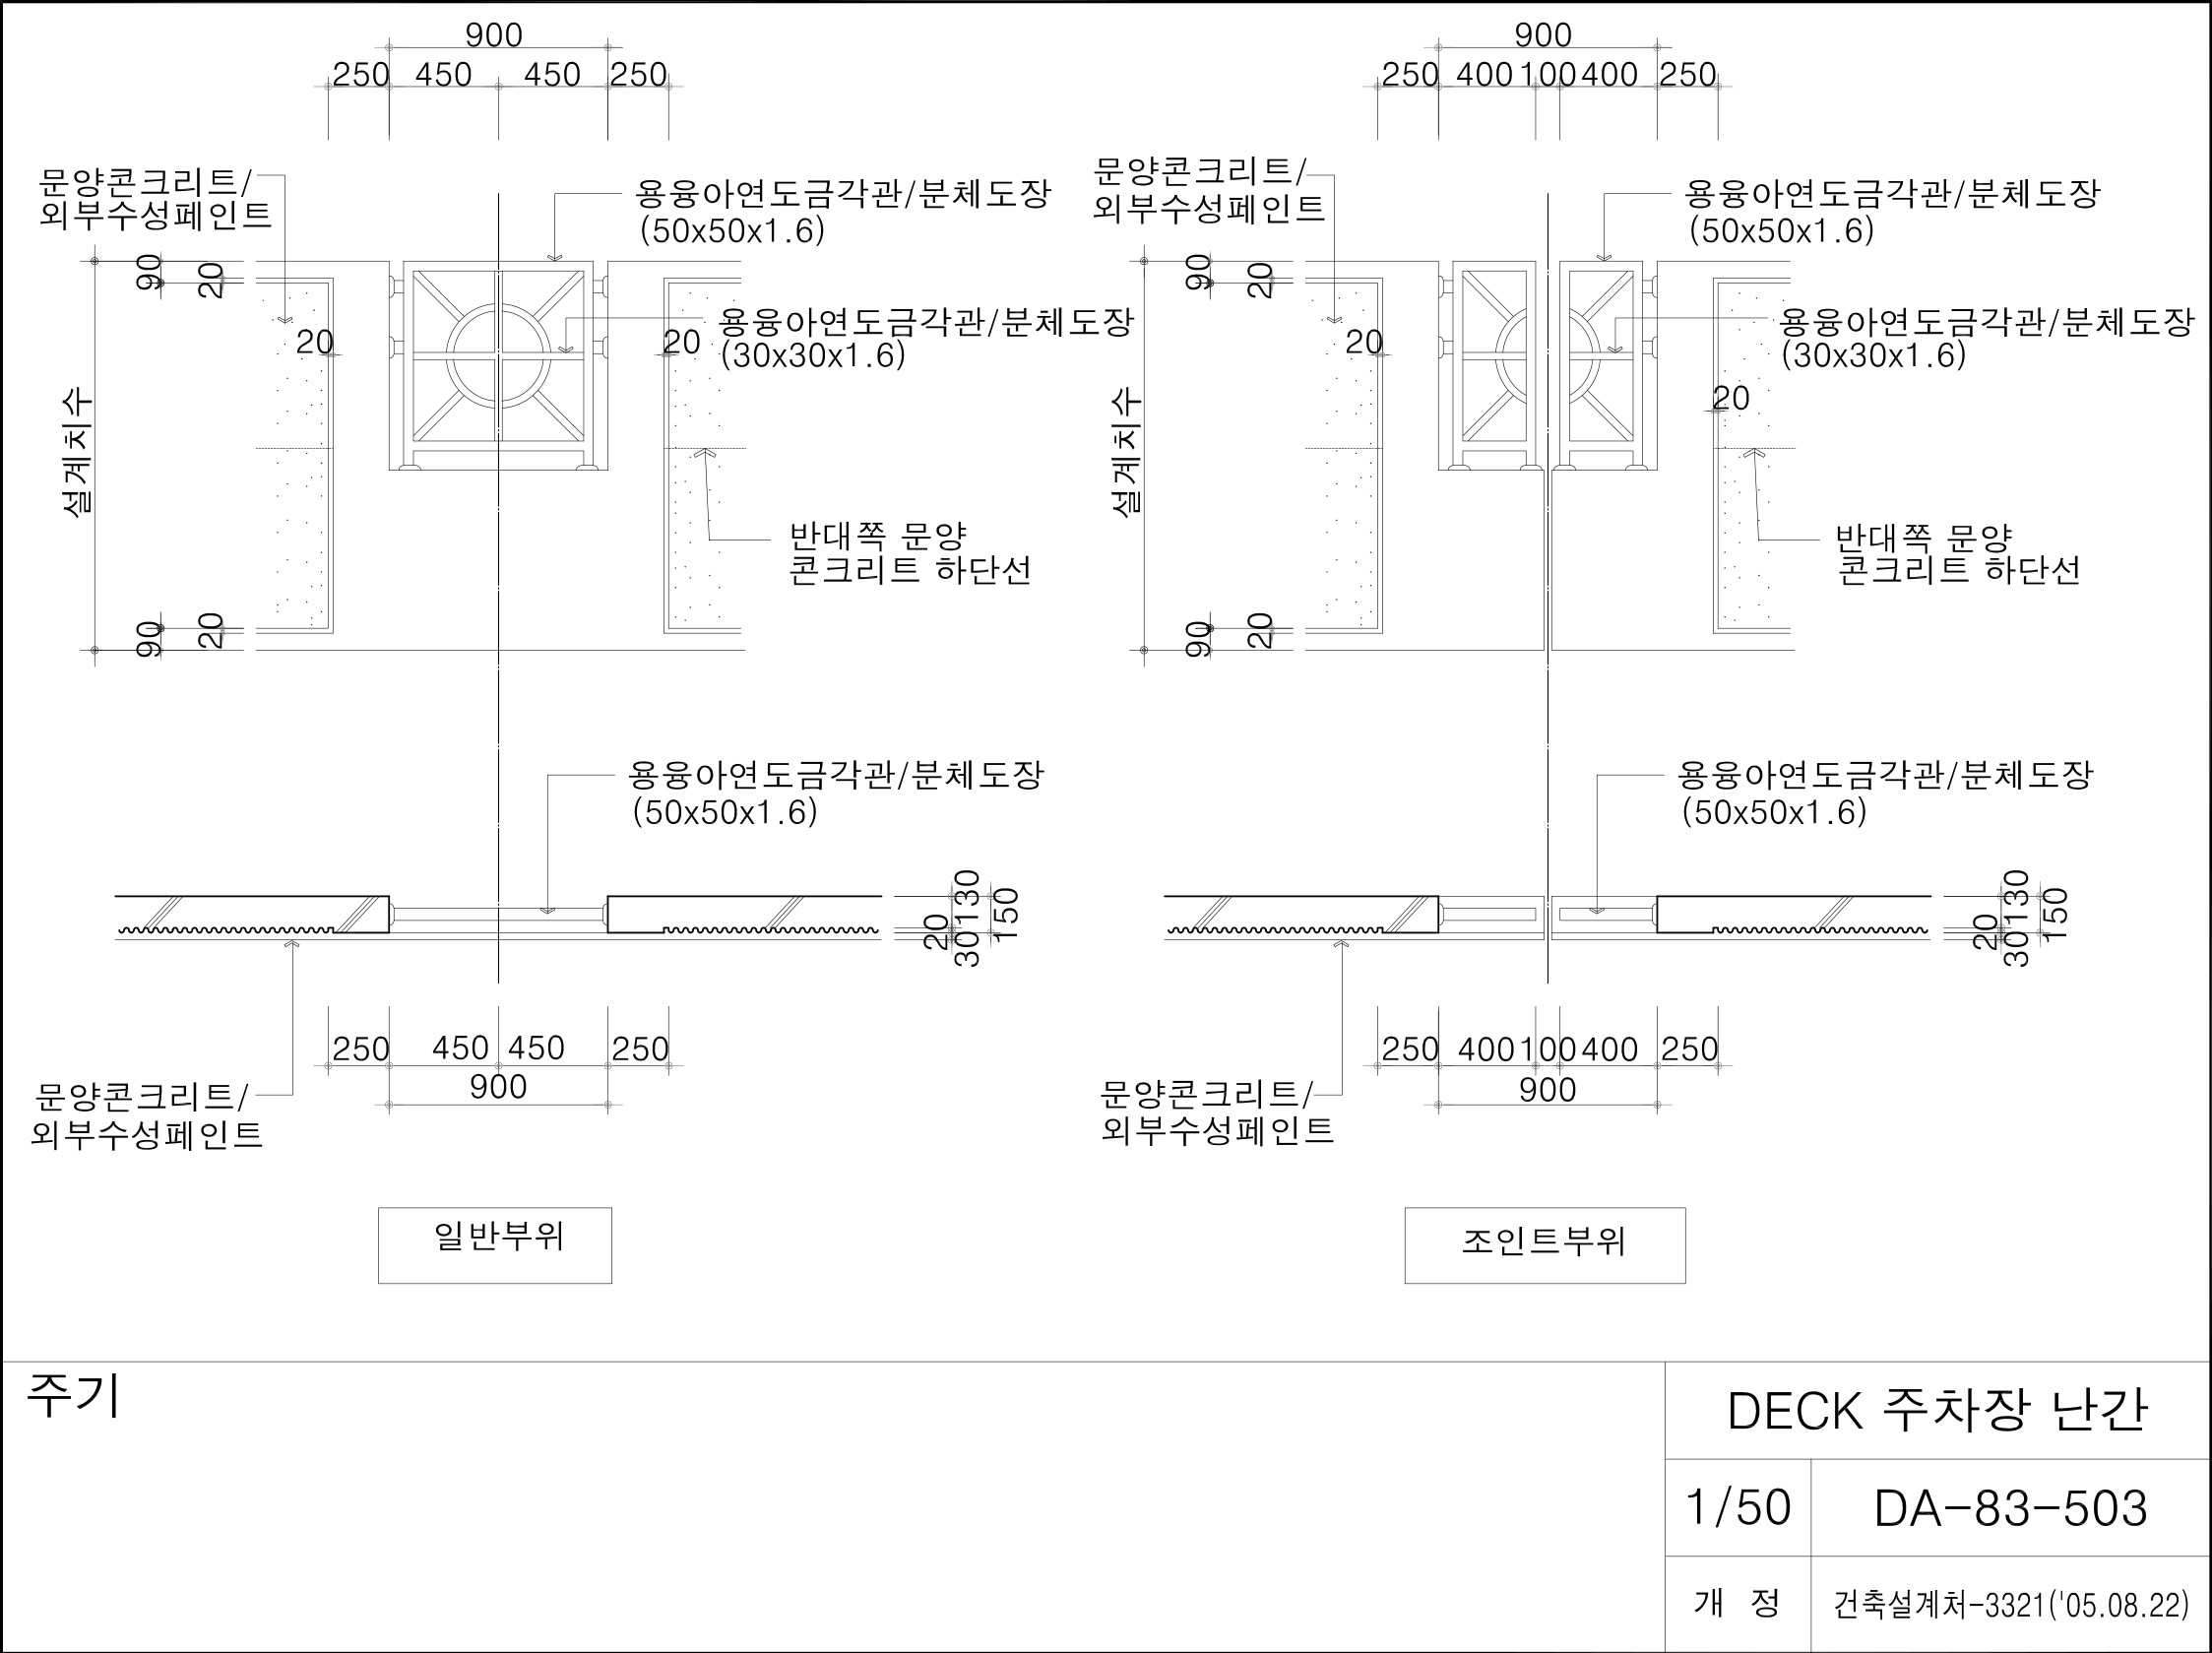 900
250 450 450 250
문양콘크리트/
외부수성페인트
용융아연도금각관/분체도장
(50x50x1.6)
90
20
20
용융아연도금각관/분체도장
(30x30x1.6)
20
설계치수
반대쪽 문양
콘크리트 하단선
90
20
용융아연도금각관/분체도장
(50x50x1.6)
130
20
30
150
250 450 450 250
900
문양콘크리트/
외부수성페인트
일반부위
900
250 400 100 400 250
문양콘크리트/
외부수성페인트
용융아연도금각관/분체도장
(50x50x1.6)
90
20
20
용융아연도금각관/분체도장
(30x30x1.6)
20
설계치수
반대쪽 문양
콘크리트 하단선
90
20
용융아연도금각관/분체도장
(50x50x1.6)
130
20
30
150
250 400 100 400 250
900
문양콘크리트/
외부수성페인트
조인트부위
주기
DECK 주차장 난간
1/50 DA-83-503
개 정 건축설계처-3321('05.08.22)